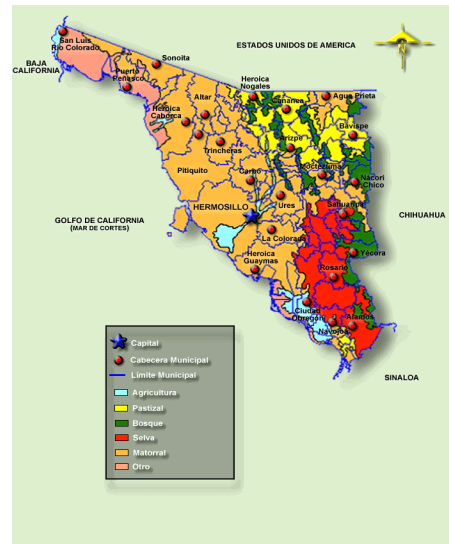 San Luis
Rio Colorado
ESTADOS UNIDOS DE AMERICA
BAJA
CALIFORNIA
Sonoita
Puerto
Peñasco
Heroica
Nogales
Agua Prieta
Cananea
Altar
Heroica
Caborca
Bavispe
Arizpe
Trincheras
Moctezuma
Pitiquito
Carbo
Nacori
Chico
HERMOSILLO
Ures
Sahuaripa
GOLFO DE CALIFORNIA
(MAR DE CORTES)
CHIHUAHUA
La Colorada
Yécora
Heroica
Guaymas
Rosario
Ciudad
Obregón
Alamos
Navojoa
SINALOA
Capital
Cabecera Municipal
Límite Municipal
Agricultura
Pastizal
Bosque
Selva
Matorral
Otro